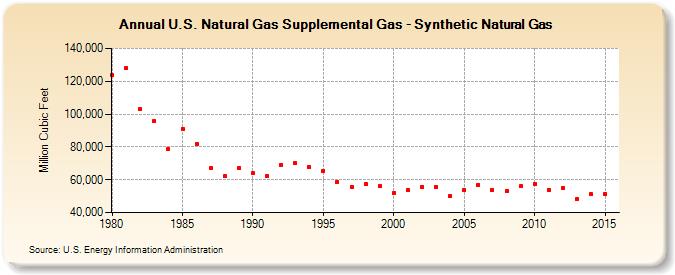 Annual U.S. Natural Gas Supplemental Gas - Synthetic Natural Gas
Million Cubic Feet
140,000
120,000
100,000
80,000
60,000
40,000
1980 1985 1990 1995 2000 2005 2010 2015
Source: U.S. Energy Information Administration